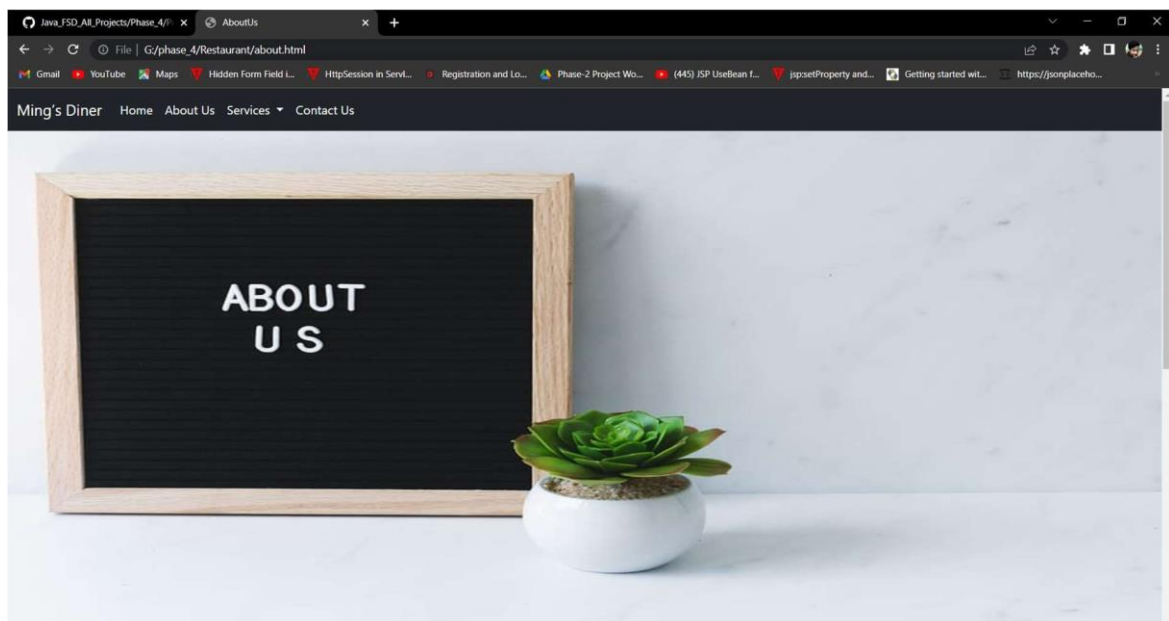 Java_FSD_All_Projects/Phase_4/P
AboutUs
File | G:/phase_4/Restaurant/about.html
Gmail
YouTube
Maps
Hidden Form Field i...
HttpSession in Servl...
Registration and Lo...
Phase-2 Project Wo...
(445) JSP UseBean f...
jsp:setProperty and...
Getting started wit...
https://jsonplaceho...
Ming's Diner
Home
About Us
Services
Contact Us
ABOUT
US